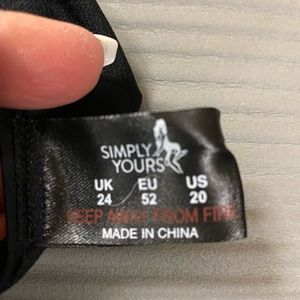 SIMPLY
YOURS
UK EU US
24 52 20
KEEP AWAY FROM FIRE
MADE IN CHINA